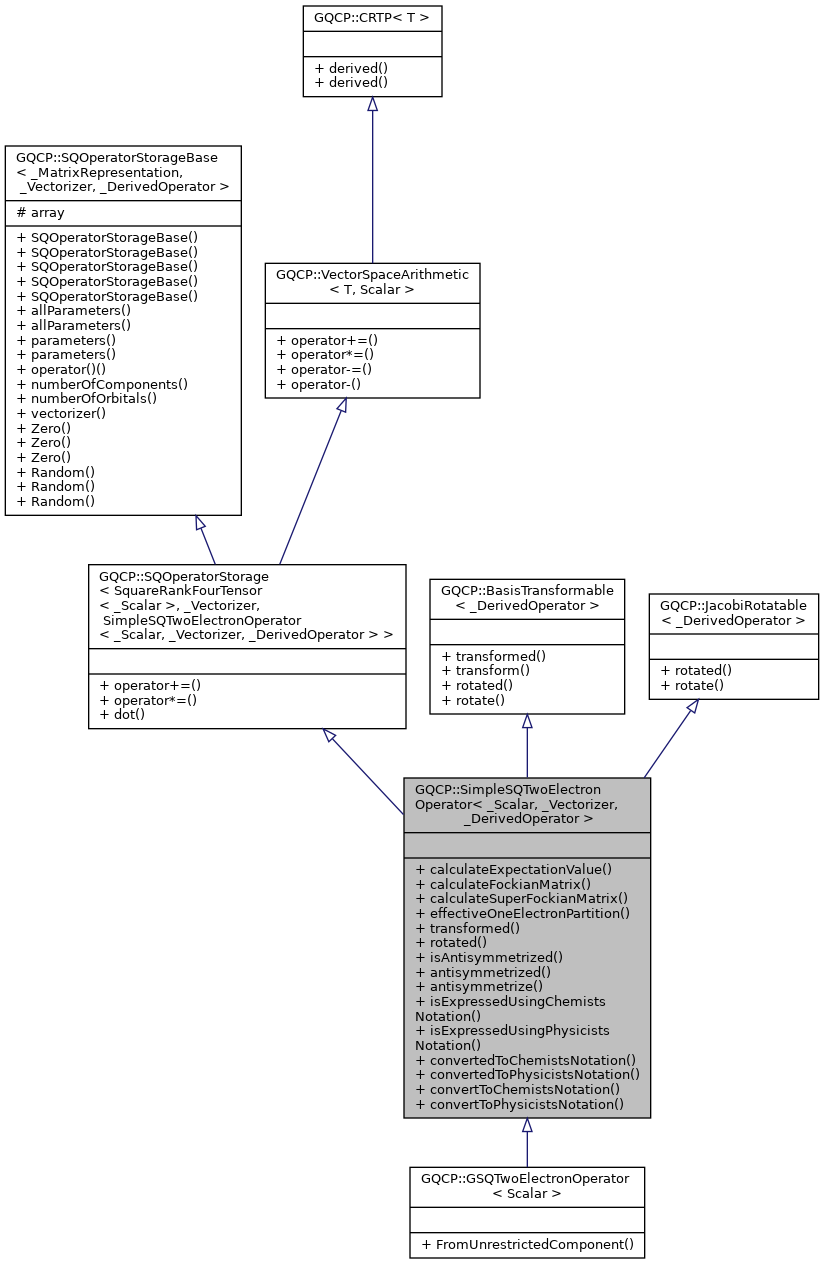 GQCP::CRTP< T >
+ derived()
+ derived()
GQCP::SQOperatorStorageBase
< _MatrixRepresentation,
_Vectorizer, _DerivedOperator >
# array
+ SQOperatorStorageBase()
+ SQOperatorStorageBase()
+ SQOperatorStorageBase()
+ SQOperatorStorageBase()
+ SQOperatorStorageBase()
+ allParameters()
+ allParameters()
+ parameters()
+ parameters()
+ operator()()
+ numberOfComponents()
+ numberOfOrbitals()
+ vectorizer()
+ Zero()
+ Zero()
+ Zero()
+ Random()
+ Random()
+ Random()
GQCP::VectorSpaceArithmetic
< T, Scalar >
+ operator+=()
+ operator*=()
+ operator-=()
+ operator-()
GQCP::SQOperatorStorage
< SquareRankFourTensor
< _Scalar >, _Vectorizer,
SimpleSQTwoElectronOperator
< _Scalar, _Vectorizer, _DerivedOperator > >
+ operator+=()
+ operator*=()
+ dot()
GQCP::BasisTransformable
< _DerivedOperator >
+ transformed()
+ transform()
+ rotated()
+ rotate()
GQCP::JacobiRotatable
< _DerivedOperator >
+ rotated()
+ rotate()
GQCP::SimpleSQTwoElectron
Operator< _Scalar, _Vectorizer,
_DerivedOperator >
+ calculateExpectationValue()
+ calculateFockianMatrix()
+ calculateSuperFockianMatrix()
+ effectiveOneElectronPartition()
+ transformed()
+ rotated()
+ isAntisymmetrized()
+ antisymmetrized()
+ antisymmetrize()
+ isExpressedUsingChemists
Notation()
+ isExpressedUsingPhysicists
Notation()
+ convertedToChemistsNotation()
+ convertedToPhysicistsNotation()
+ convertToChemistsNotation()
+ convertToPhysicistsNotation()
GQCP::GSQTwoElectronOperator
< Scalar >
+ FromUnrestrictedComponent()